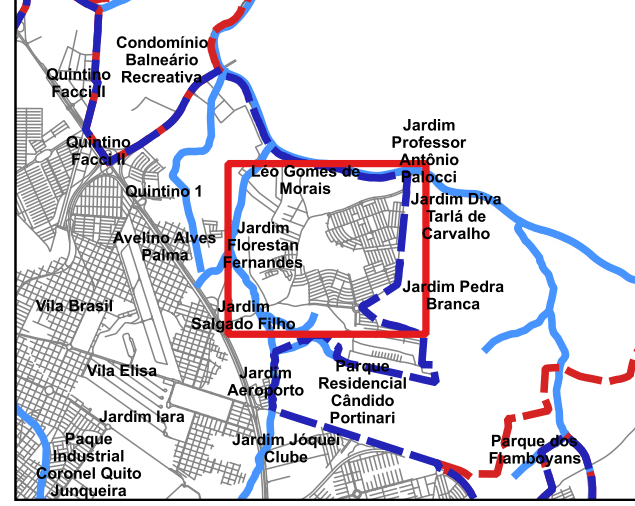 Condomínio
Balneário
Recreativa
Quintino
Facci II
Quintino
Facci II
Jardim
Professor
Antônio
Palocci
Léo Gomes de
Morais
Quintino 1
Jardim Diva
Tarlá de
Carvalho
Avelino Alves
Palma
Jardim
Florestan
Fernandes
Jardim Pedra
Branca
Vila Brasil
Jardim
Salgado Filho
Vila Elisa
Jardim
Aeroporto
Parque
Residencial
Cândido
Portinari
Jardim Iara
Paque
Industrial
Coronel Quito
Junqueira
Jardim Jóquei
Clube
Parque dos
Flamboyans